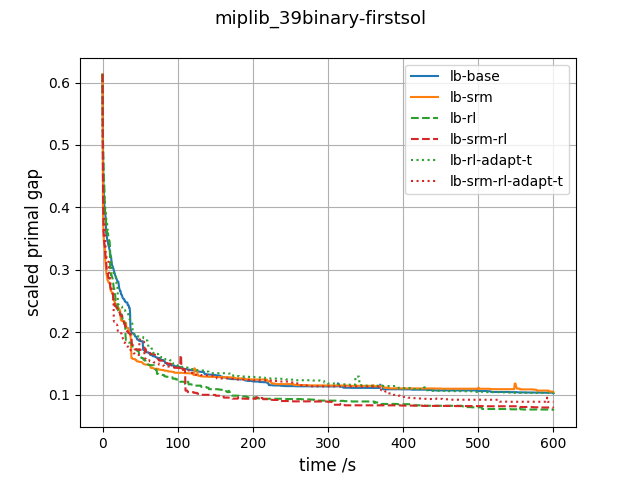 miplib_39binary-firstsol
lb-base
lb-srm
lb-rl
lb-srm-rl
lb-rl-adapt-t
lb-srm-rl-adapt-t
scaled primal gap
0.6
0.5
0.4
0.3
0.2
0.1
0 100 200 300 400 500 600
time /s